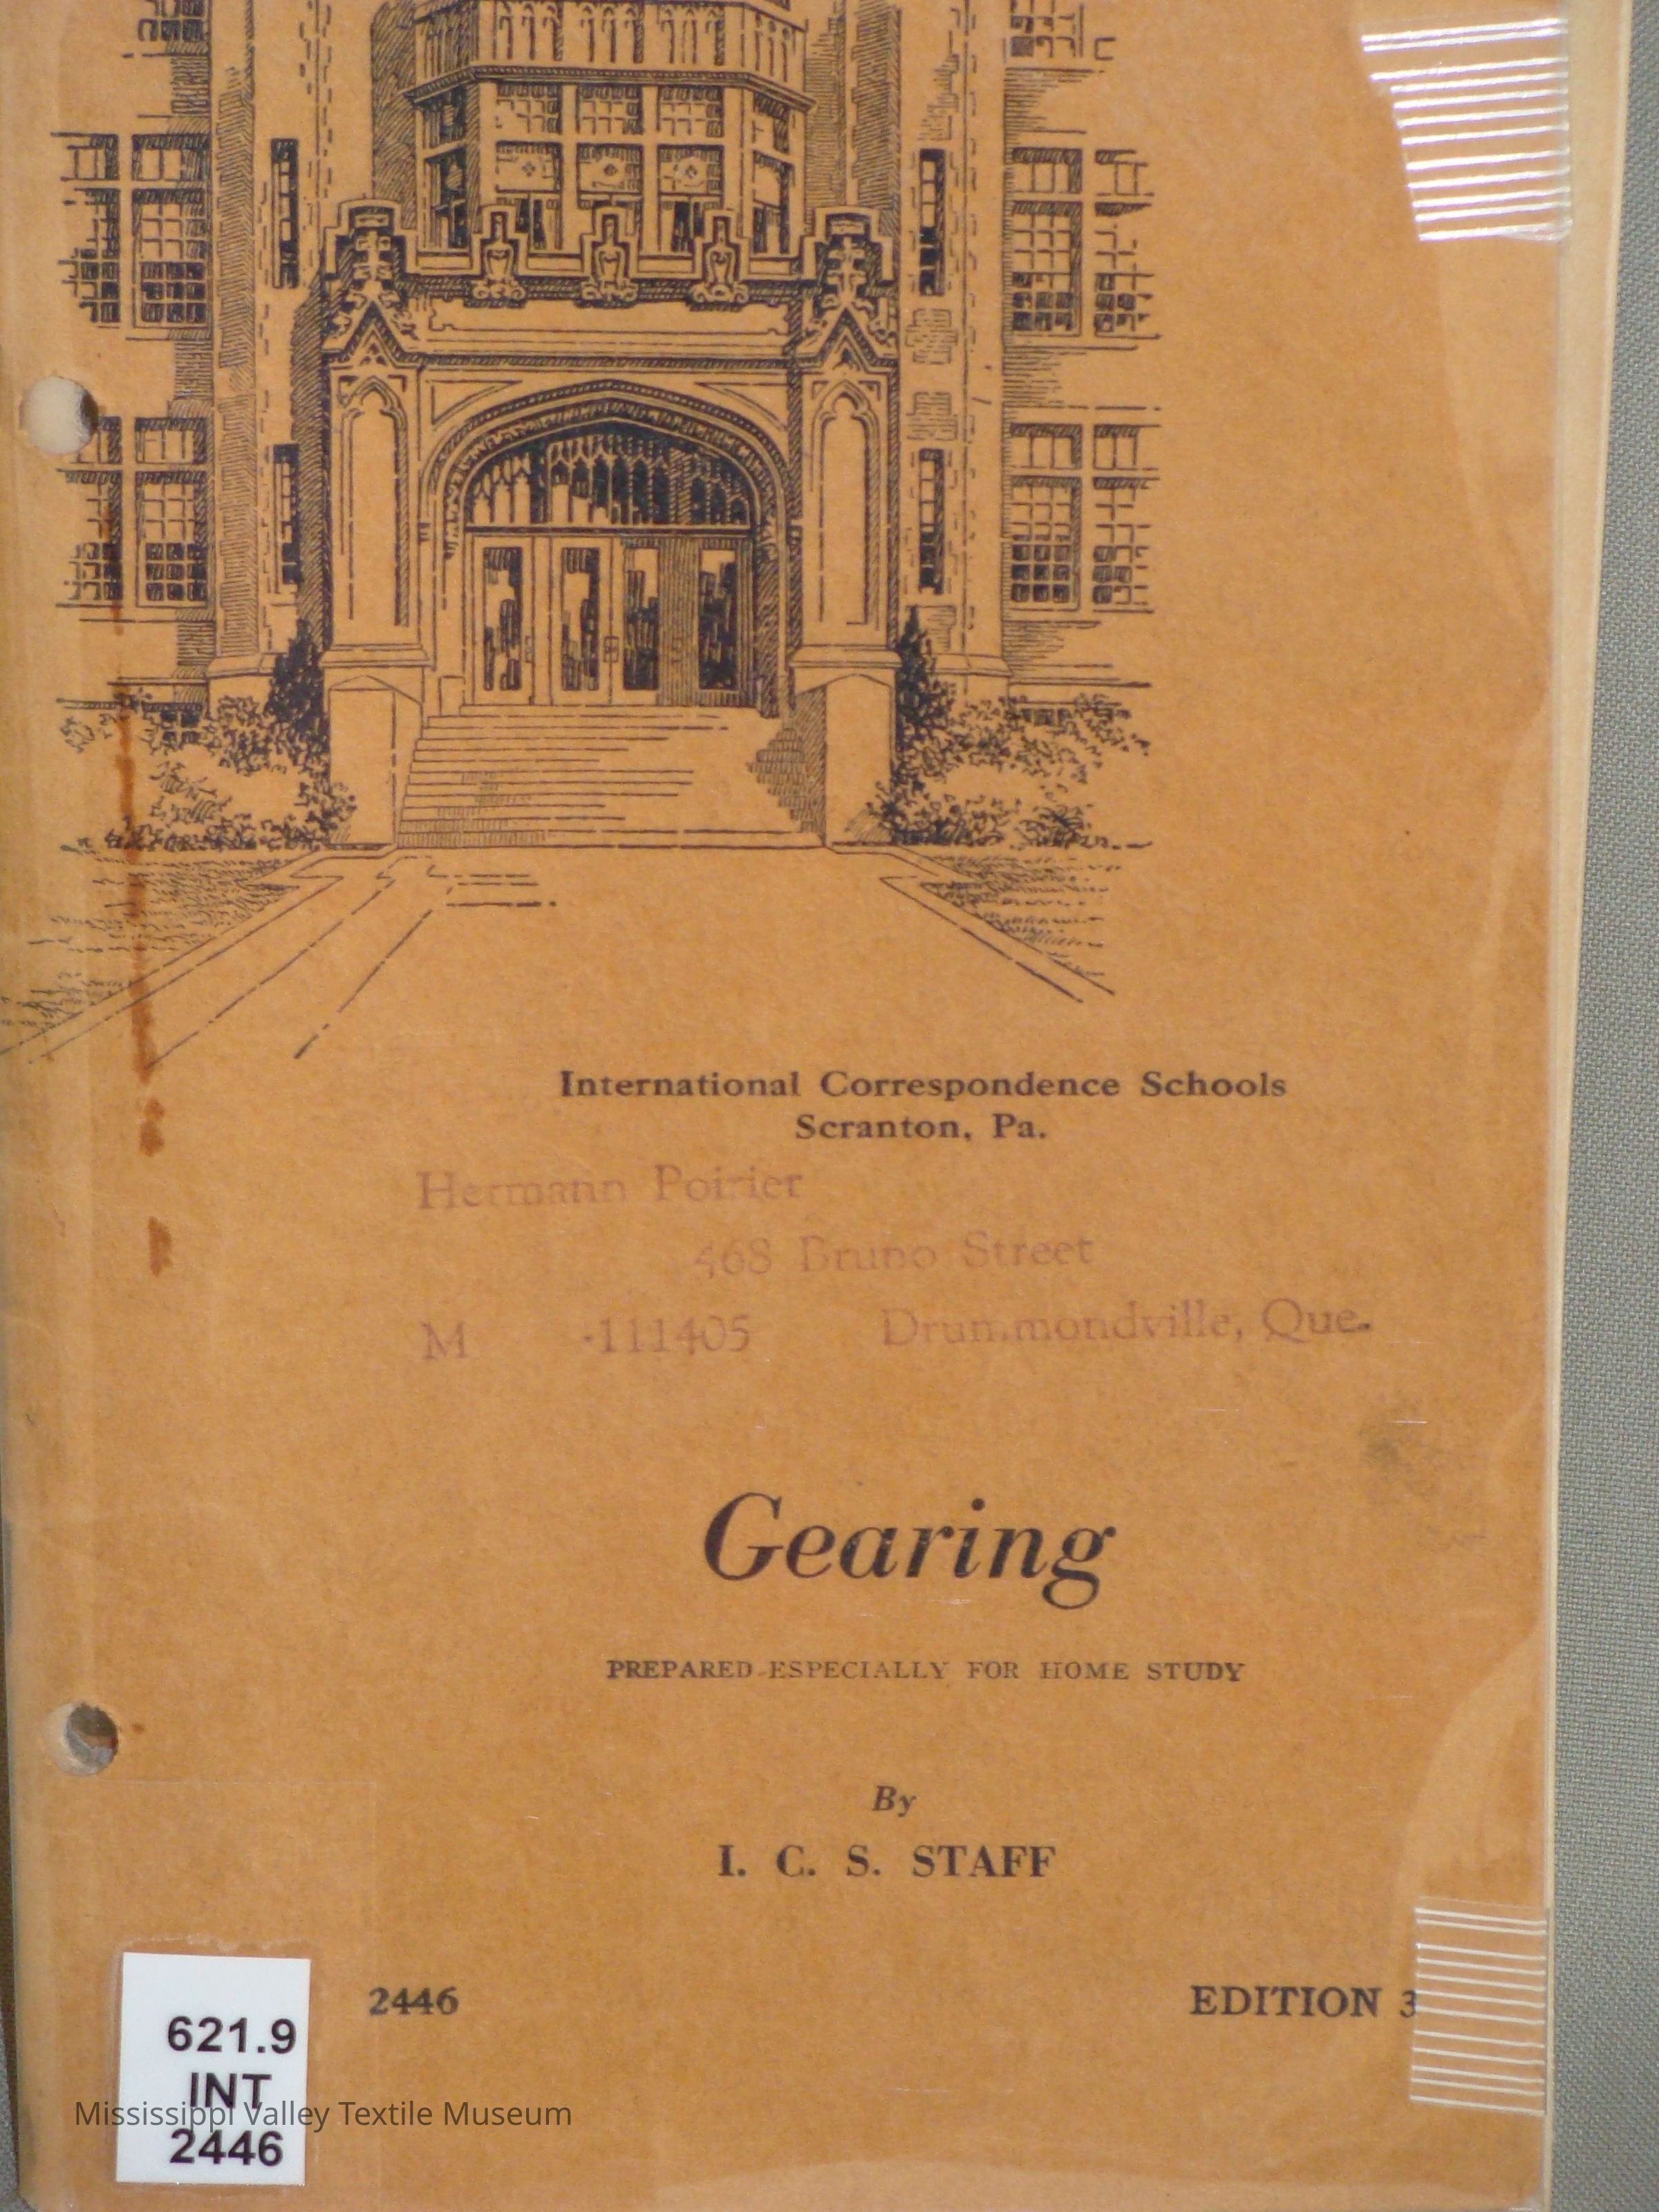 International Correspondence Schools
Scranton, Pa.
Hermann Poirier
468 Bruno Street
M -111405 Drummondville, Que.
Gearing
PREPARED ESPECIALLY FOR HOME STUDY
By
I. C. S. STAFF
2446 EDITION 3
621.9
INT
Mississippi Valley Textile Museum
2446